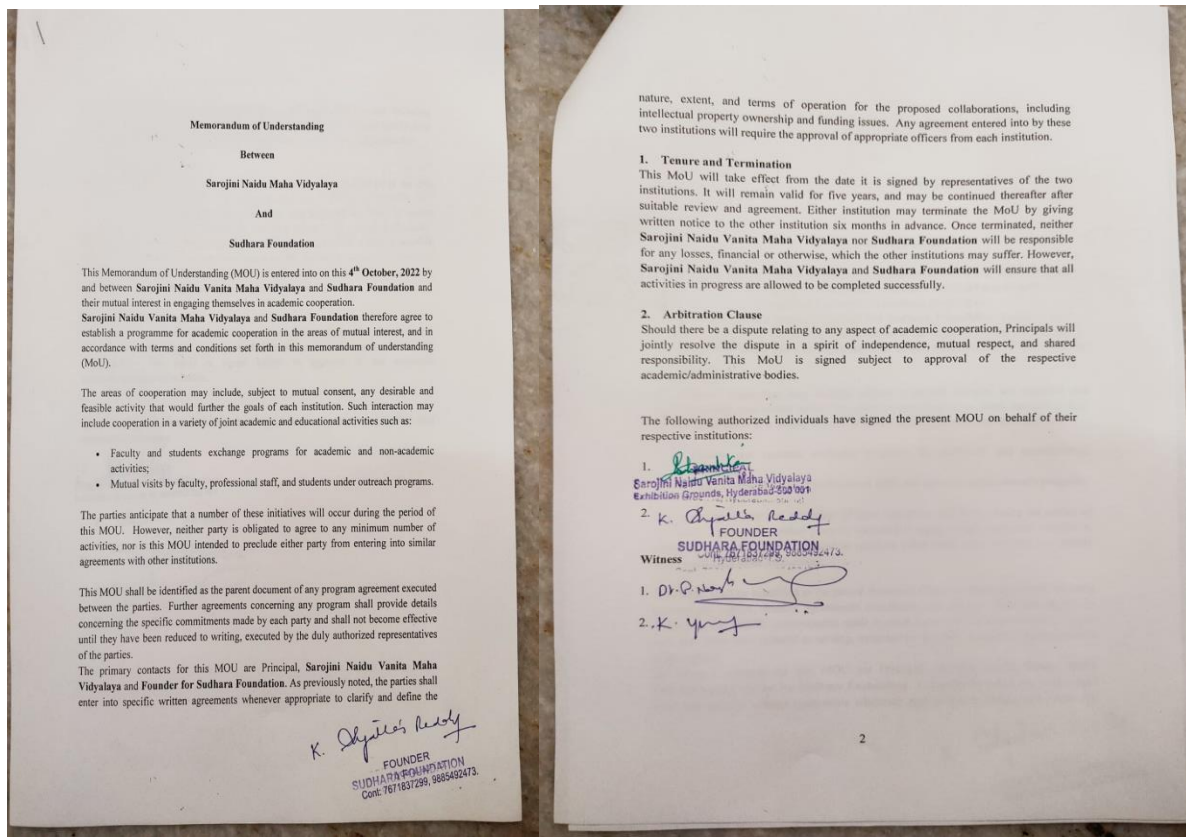 Memorandum of Understanding
Between
Sarojini Naidu Maha Vidyalaya
And
Sudhara Foundation
This Memorandum of Understanding (MOU) is entered into on this 4th October, 2022 by
and between Sarojini Naidu Vanita Maha Vidyalaya and Sudhara Foundation and
their mutual interest in engaging themselves in academic cooperation.
Sarojini Naidu Vanita Maha Vidyalaya and Sudhara Foundation therefore agree to
establish a programme for academic cooperation in the areas of mutual interest, and in
accordance with terms and conditions set forth in this memorandum of understanding
(MoU).
The areas of cooperation may include, subject to mutual consent, any desirable and
feasible activity that would further the goals of each institution. Such interaction may
include cooperation in a variety of joint academic and educational activities such as:
• Faculty and students exchange programs for academic and non-academic
activities;
• Mutual visits by faculty, professional staff, and students under outreach programs.
The parties anticipate that a number of these initiatives will occur during the period of
this MOU. However, neither party is obligated to agree to any minimum number of
activities, nor is this MOU intended to preclude either party from entering into similar
agreements with other institutions.
This MOU shall be identified as the parent document of any program agreement executed
between the parties. Further agreements concerning any program shall provide details
concerning the specific commitments made by each party and shall not become effective
until they have been reduced to writing, executed by the duly authorized representatives
of the parties.
The primary contacts for this MOU are Principal, Sarojini Naidu Vanita Maha
Vidyalaya and Founder for Sudhara Foundation. As previously noted, the parties shall
enter into specific written agreements whenever appropriate to clarify and define the
K. Reddy
FOUNDER
SUDHARA FOUNDATION
Cont: 7671837299, 9885492473.
nature, extent, and terms of operation for the proposed collaborations, including
intellectual property ownership and funding issues. Any agreement entered into by these
two institutions will require the approval of appropriate officers from each institution.
1. Tenure and Termination
This MoU will take effect from the date it is signed by representatives of the two
institutions. It will remain valid for five years, and may be continued thereafter after
suitable review and agreement. Either institution may terminate the MoU by giving
written notice to the other institution six months in advance. Once terminated, neither
Sarojini Naidu Vanita Maha Vidyalaya nor Sudhara Foundation will be responsible
for any losses, financial or otherwise, which the other institutions may suffer. However,
Sarojini Naidu Vanita Maha Vidyalaya and Sudhara Foundation will ensure that all
activities in progress are allowed to be completed successfully.
2. Arbitration Clause
Should there be a dispute relating to any aspect of academic cooperation, Principals will
jointly resolve the dispute in a spirit of independence, mutual respect, and shared
responsibility. This MoU is signed subject to approval of the respective
academic/administrative bodies.
The following authorized individuals have signed the present MOU on behalf of their
respective institutions:
1.
PRINCIPAL
Sarojini Naidu Vanita Maha Vidyalaya
Exhibition Grounds, Hyderabad-500 001
2. K. Reddy
FOUNDER
SUDHARA FOUNDATION
Cont: 7671837299, 9885492473.
Witness
1. Dr. P.
2. K.
2